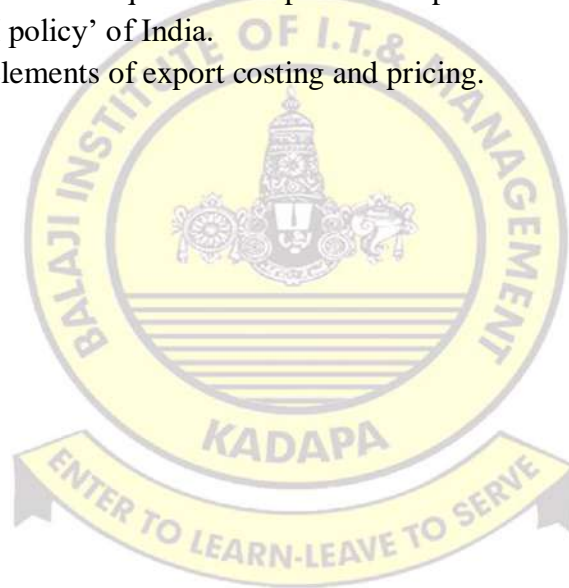 policy’ of India.
lements of export costing and pricing.
BALAJI INSTITUTE OF I.T.& MANAGEMENT
KADAPA
ENTER TO LEARN-LEAVE TO SERVE